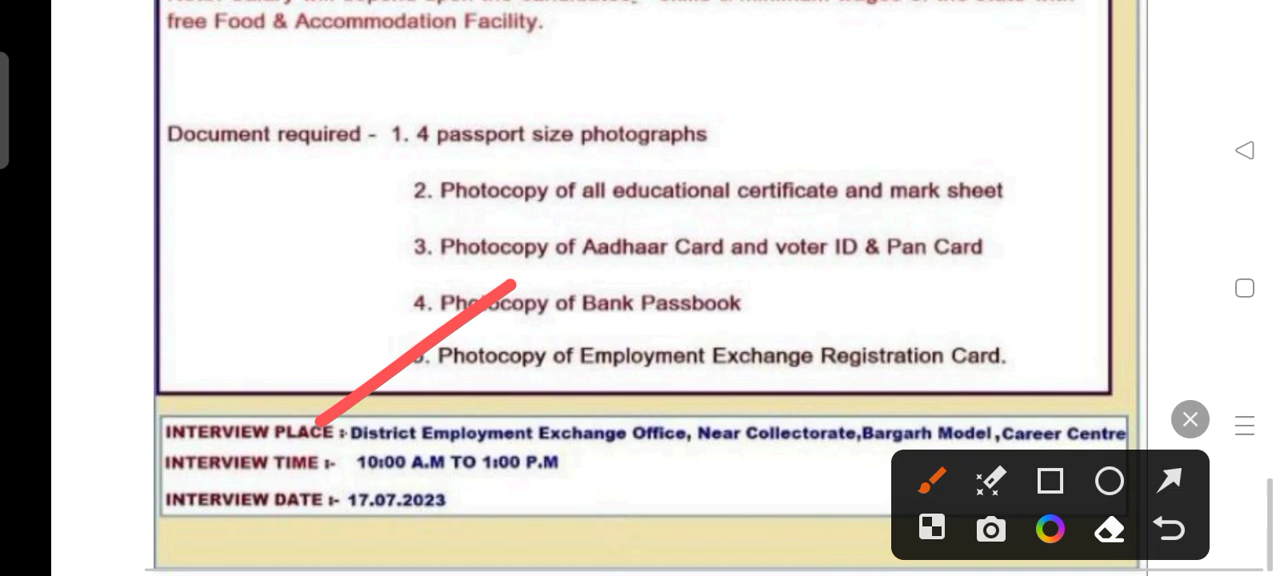 free Food & Accommodation Facility.
Document required - 1. 4 passport size photographs
2. Photocopy of all educational certificate and mark sheet
3. Photocopy of Aadhaar Card and voter ID & Pan Card
4. Photocopy of Bank Passbook
. Photocopy of Employment Exchange Registration Card.
INTERVIEW PLACE :- District Employment Exchange Office, Near Collectorate,Bargarh Model ,Career Centre
INTERVIEW TIME :- 10:00 A.M TO 1:00 P.M
INTERVIEW DATE :- 17.07.2023